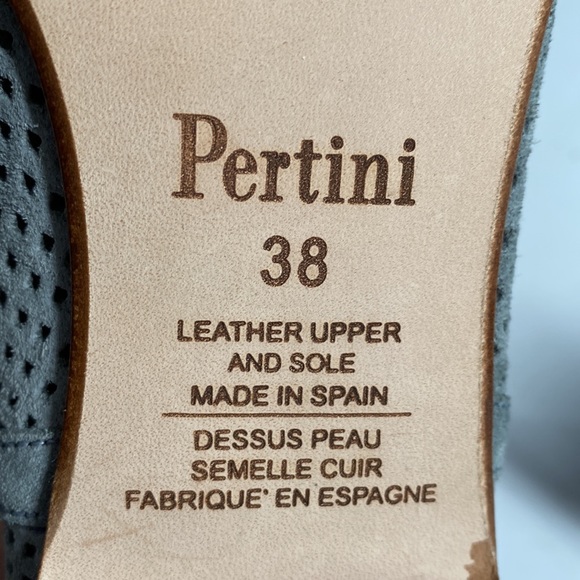 Pertini
38
LEATHER UPPER
AND SOLE
MADE IN SPAIN
DESSUS PEAU
SEMELLE CUIR
FABRIQUE' EN ESPAGNE